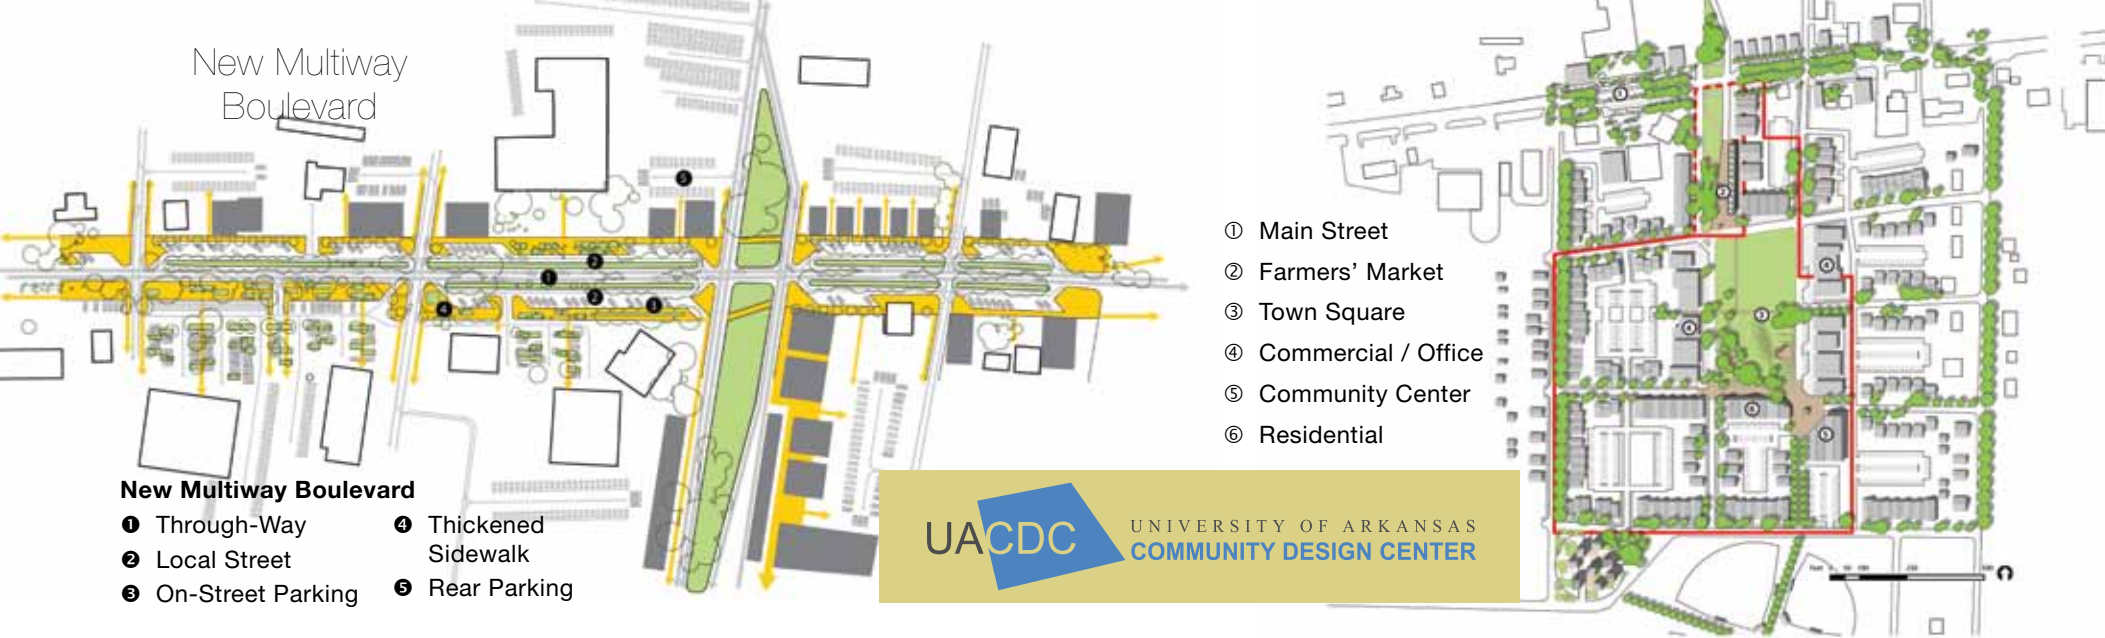 New Multiway
Boulevard
New Multiway Boulevard
❶ Through-Way
❷ Local Street
❸ On-Street Parking
❹ Thickened
Sidewalk
❺ Rear Parking
① Main Street
② Farmers’ Market
③ Town Square
④ Commercial / Office
⑤ Community Center
⑥ Residential
UACDC
UNIVERSITY OF ARKANSAS
COMMUNITY DESIGN CENTER